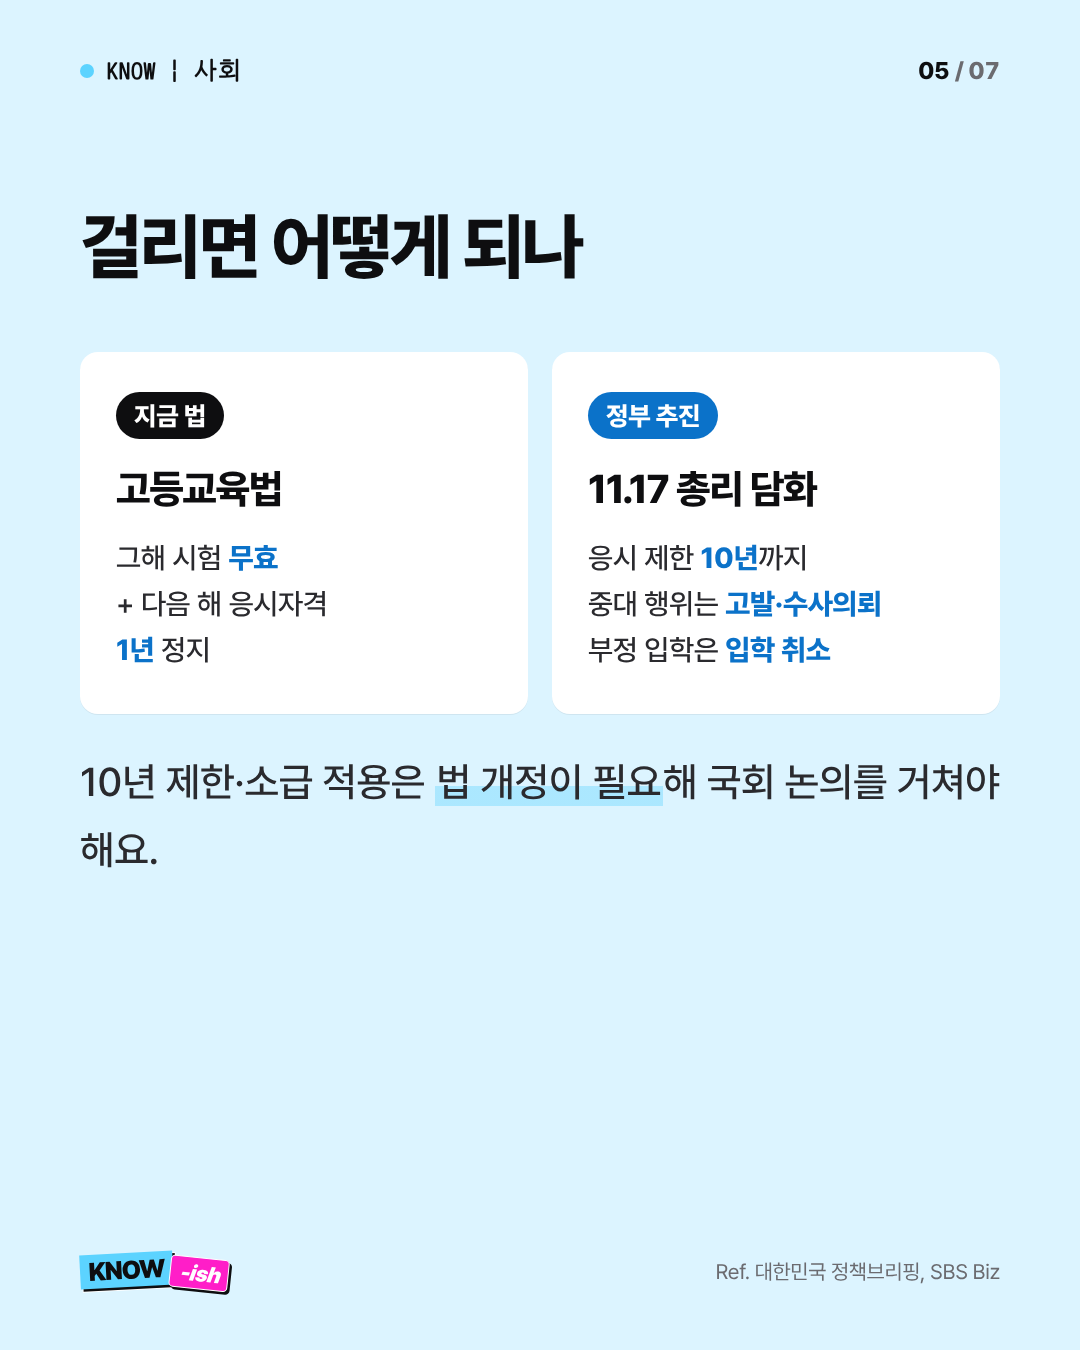 KNOW | 사회
05 / 07
걸리면 어떻게 되나
지금 법
고등교육법
그해 시험 무효
+ 다음 해 응시자격
1년 정지
정부 추진
11.17 총리 담화
응시 제한 10년까지
중대 행위는 고발·수사의뢰
부정 입학은 입학 취소
10년 제한·소급 적용은 법 개정이 필요해 국회 논의를 거쳐야
해요.
KNOW -ish
Ref. 대한민국 정책브리핑, SBS Biz